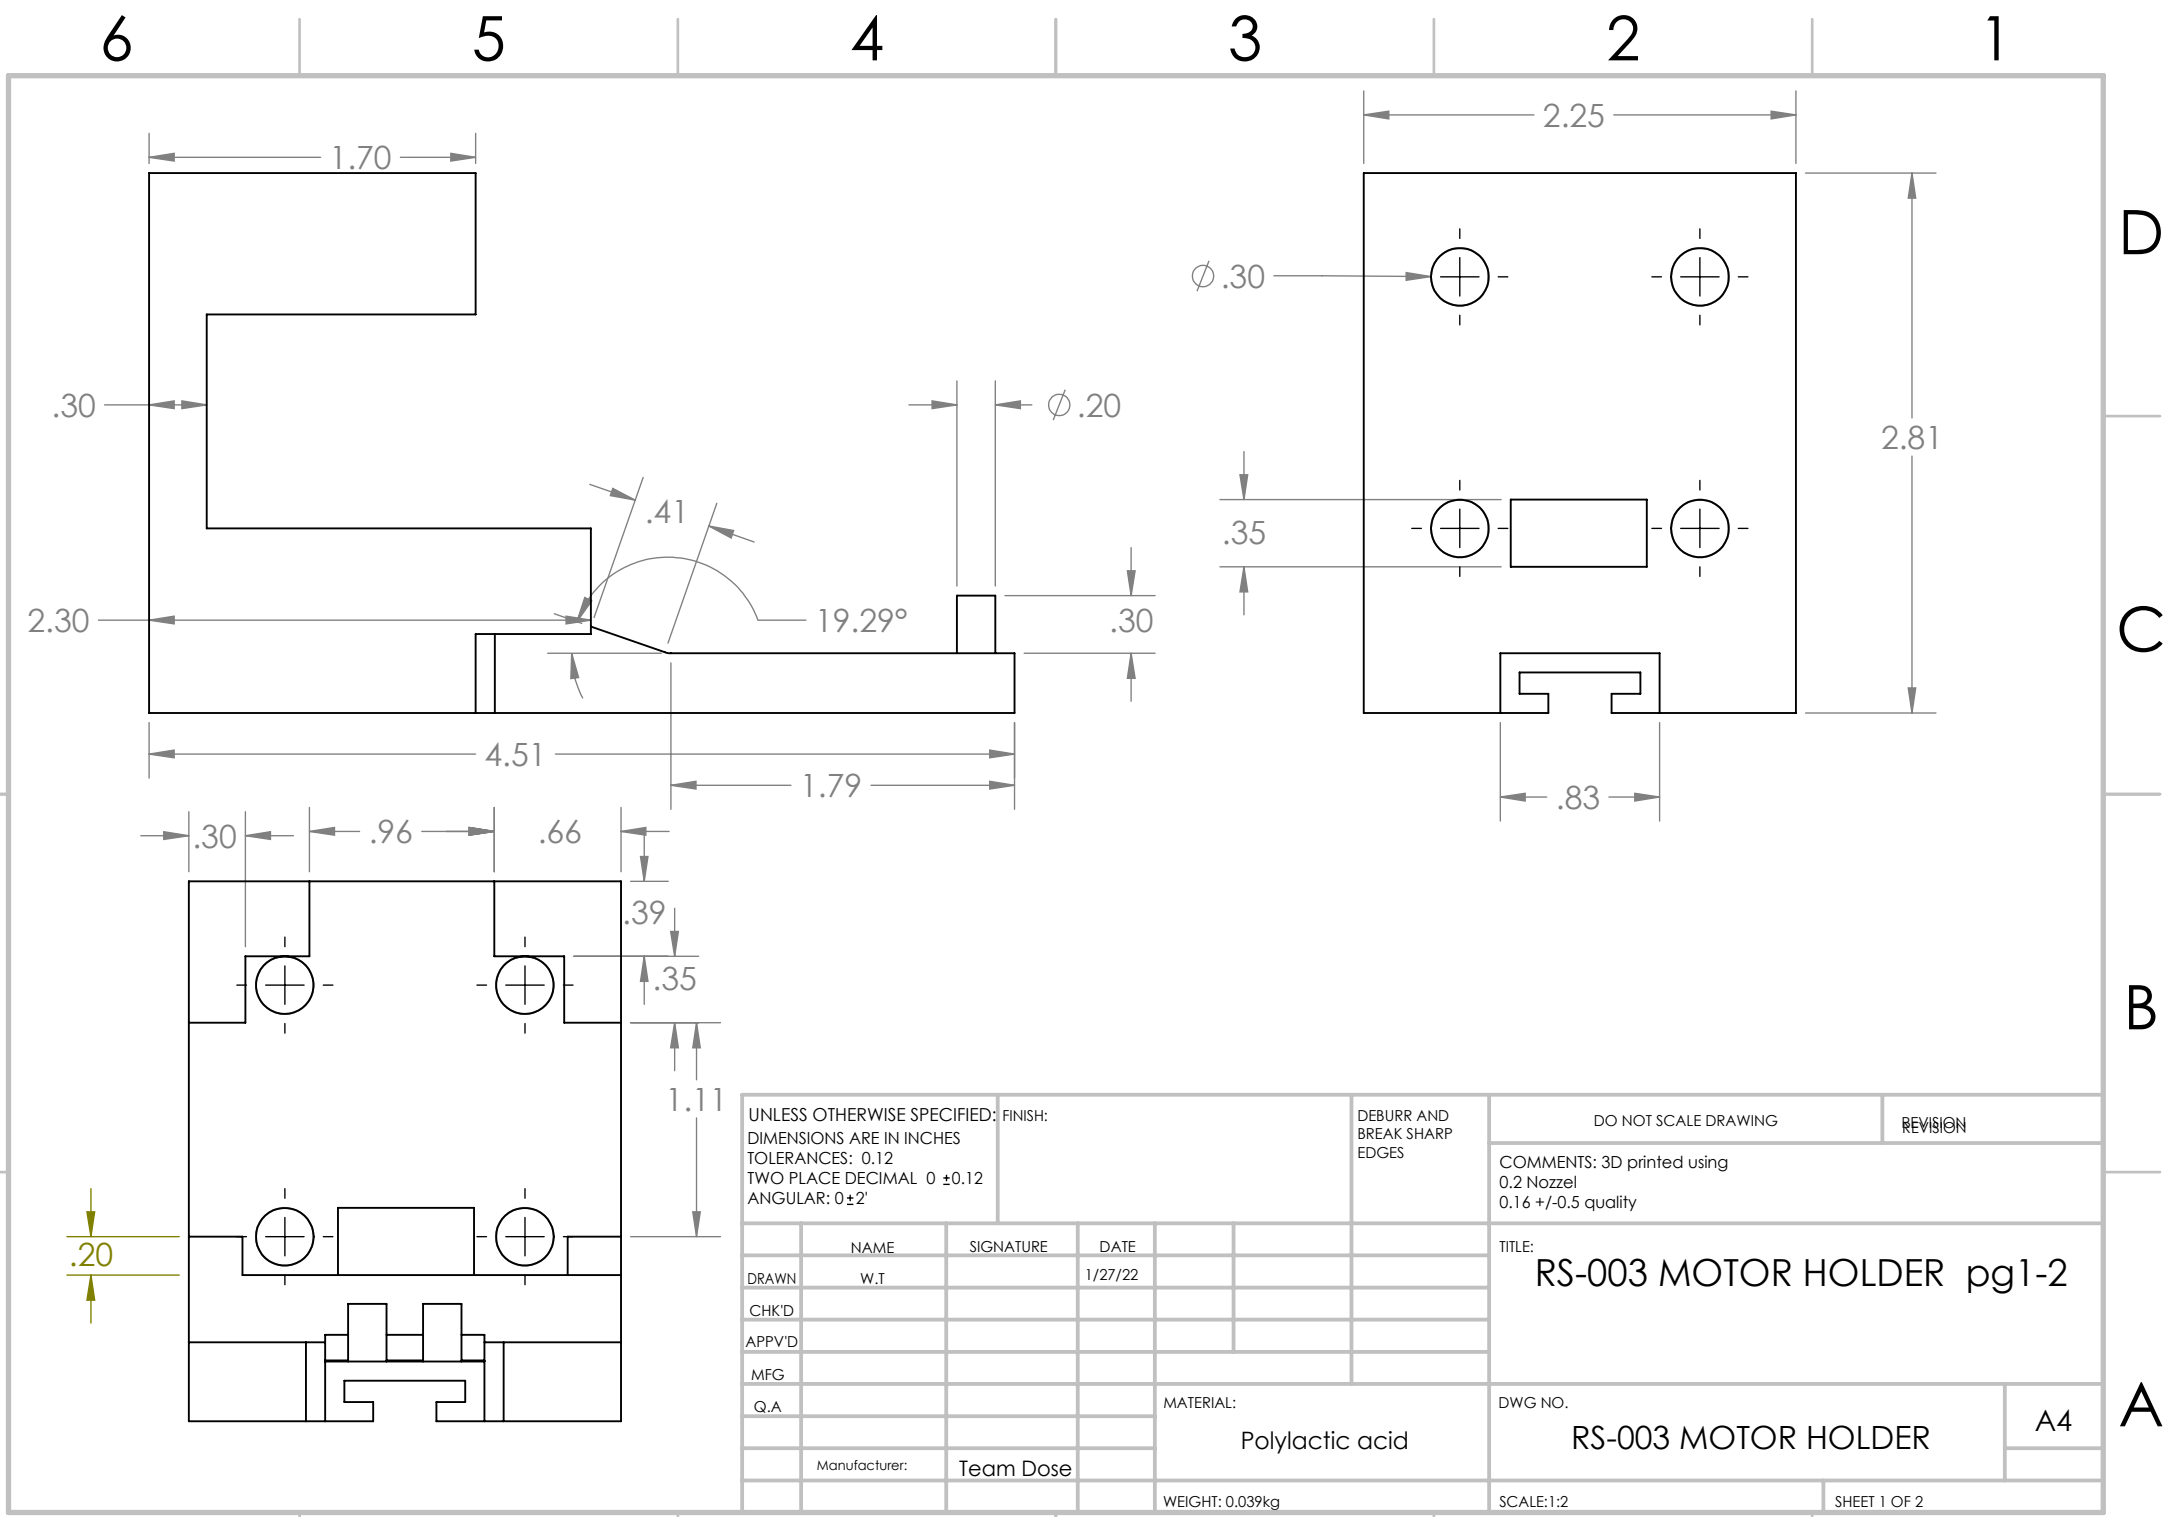 6 5 4 3 2 1
D
C
B
A
1.70
.30
2.30
.41
19.29°
∅.20
.30
4.51
1.79
2.25
∅.30
2.81
.35
.83
.30 .96 .66
.39
.35
1.11
.20
UNLESS OTHERWISE SPECIFIED:
DIMENSIONS ARE IN INCHES
TOLERANCES: 0.12
TWO PLACE DECIMAL 0 ±0.12
ANGULAR: 0±2'
FINISH:
DEBURR AND
BREAK SHARP
EDGES
DO NOT SCALE DRAWING
REVISION
REVISION
COMMENTS: 3D printed using
0.2 Nozzel
0.16 +/-0.5 quality
NAME SIGNATURE DATE
DRAWN W.T 1/27/22
CHK'D
APPV'D
MFG
Q.A
Manufacturer: Team Dose
TITLE:
RS-003 MOTOR HOLDER pg1-2
MATERIAL:
Polylactic acid
WEIGHT: 0.039kg
DWG NO.
RS-003 MOTOR HOLDER
A4
SCALE:1:2
SHEET 1 OF 2